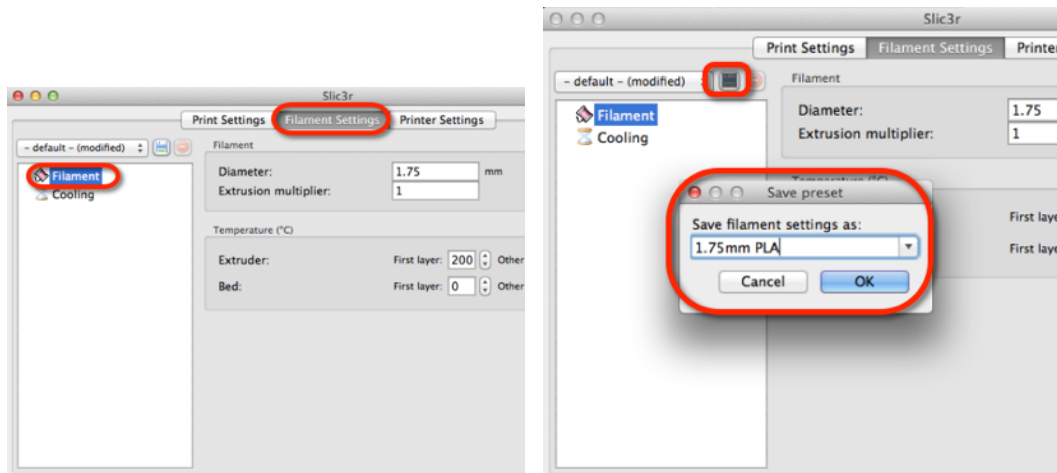 Slic3r
Print Settings Filament Settings Printer Settings
- default - (modified)
Filament
Cooling
Filament
Diameter: 1.75 mm
Extrusion multiplier: 1
Temperature (°C)
Extruder: First layer: 200 Other
Bed: First layer: 0 Other
Slic3r
Print Settings Filament Settings Printer
- default - (modified)
Filament
Cooling
Filament
Diameter: 1.75
Extrusion multiplier: 1
Temperature (°C)
First laye
First laye
Save preset
Save filament settings as:
1.75mm PLA
Cancel OK